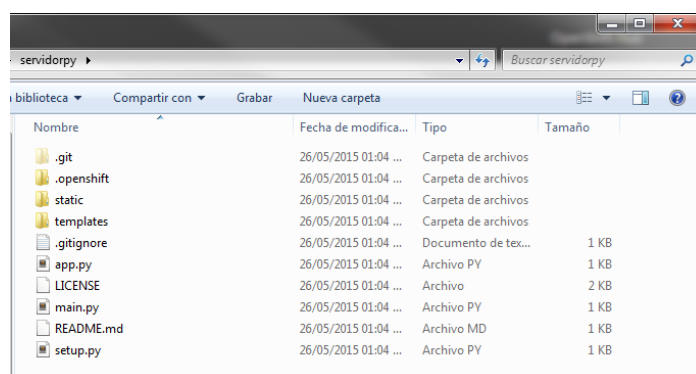 servidorpy
Buscar servidorpy
biblioteca Compartir con Grabar Nueva carpeta
Nombre Fecha de modifica... Tipo Tamaño
.git 26/05/2015 01:04 ... Carpeta de archivos
.openshift 26/05/2015 01:04 ... Carpeta de archivos
static 26/05/2015 01:04 ... Carpeta de archivos
templates 26/05/2015 01:04 ... Carpeta de archivos
.gitignore 26/05/2015 01:04 ... Documento de tex... 1 KB
app.py 26/05/2015 01:04 ... Archivo PY 1 KB
LICENSE 26/05/2015 01:04 ... Archivo 2 KB
main.py 26/05/2015 01:04 ... Archivo PY 1 KB
README.md 26/05/2015 01:04 ... Archivo MD 1 KB
setup.py 26/05/2015 01:04 ... Archivo PY 1 KB